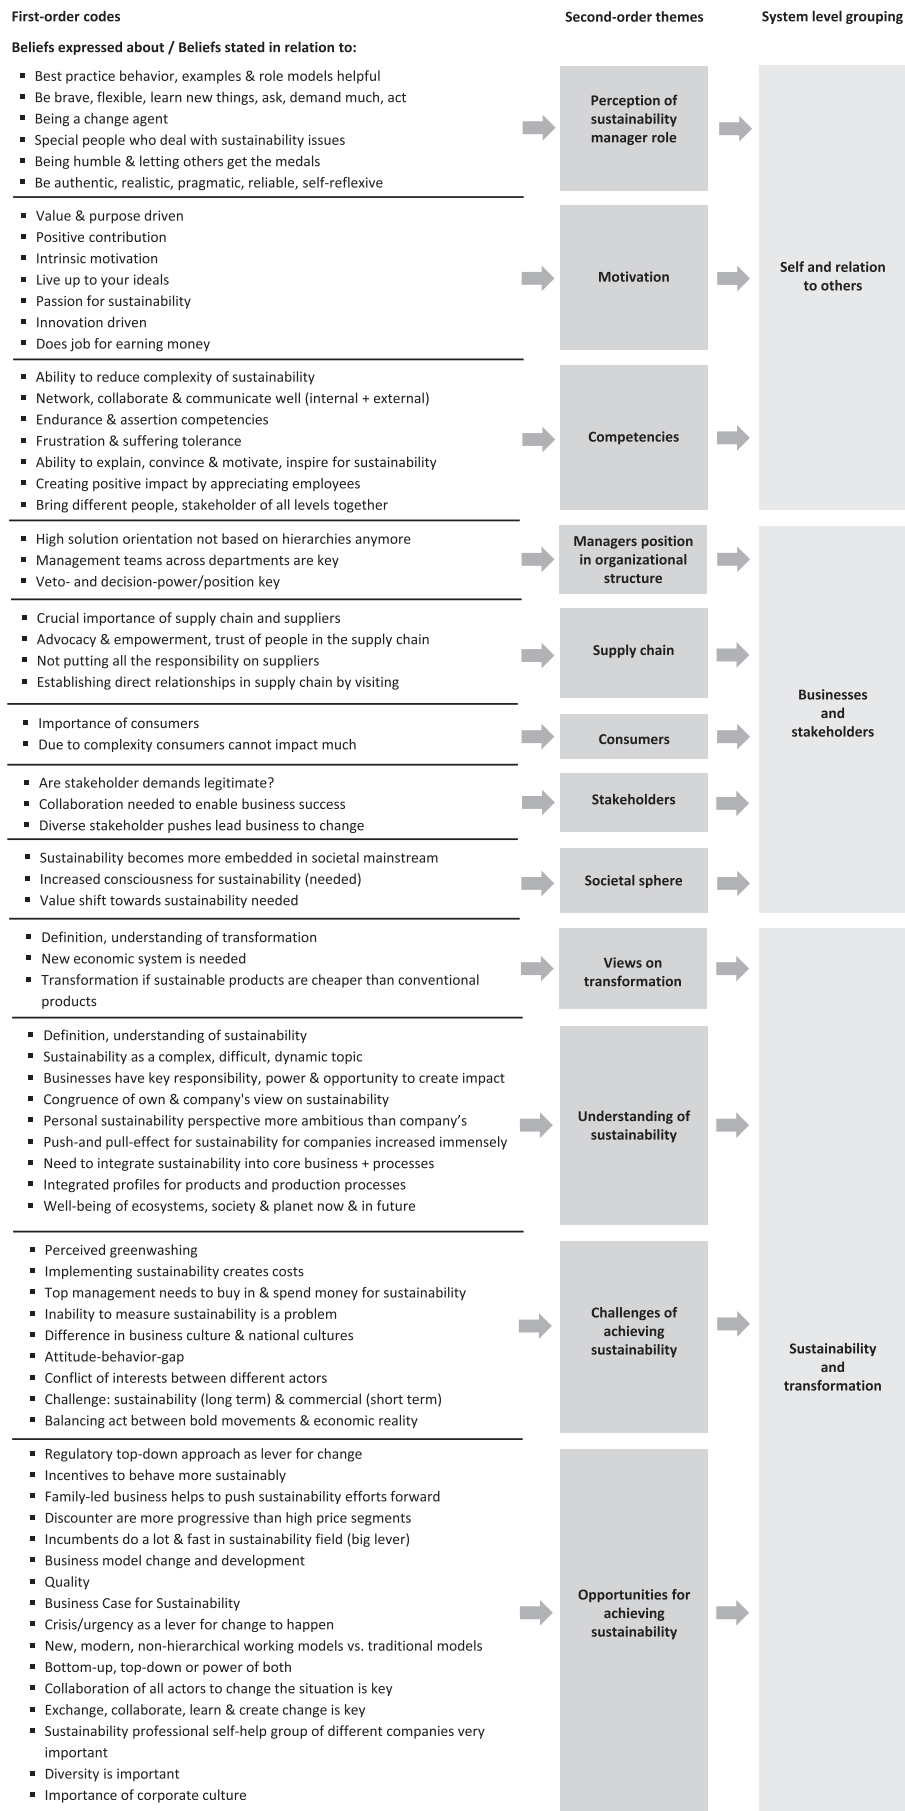 First-order codes
Second-order themes
System level grouping
Beliefs expressed about / Beliefs stated in relation to:
▪ Best practice behavior, examples & role models helpful
▪ Be brave, flexible, learn new things, ask, demand much, act
▪ Being a change agent
▪ Special people who deal with sustainability issues
▪ Being humble & letting others get the medals
▪ Be authentic, realistic, pragmatic, reliable, self-reflexive
Perception of
sustainability
manager role
▪ Value & purpose driven
▪ Positive contribution
▪ Intrinsic motivation
▪ Live up to your ideals
▪ Passion for sustainability
▪ Innovation driven
▪ Does job for earning money
Motivation
Self and relation
to others
▪ Ability to reduce complexity of sustainability
▪ Network, collaborate & communicate well (internal + external)
▪ Endurance & assertion competencies
▪ Frustration & suffering tolerance
▪ Ability to explain, convince & motivate, inspire for sustainability
▪ Creating positive impact by appreciating employees
▪ Bring different people, stakeholder of all levels together
Competencies
▪ High solution orientation not based on hierarchies anymore
▪ Management teams across departments are key
▪ Veto- and decision-power/position key
Managers position
in organizational
structure
▪ Crucial importance of supply chain and suppliers
▪ Advocacy & empowerment, trust of people in the supply chain
▪ Not putting all the responsibility on suppliers
▪ Establishing direct relationships in supply chain by visiting
Supply chain
▪ Importance of consumers
▪ Due to complexity consumers cannot impact much
Consumers
Businesses
and
stakeholders
▪ Are stakeholder demands legitimate?
▪ Collaboration needed to enable business success
▪ Diverse stakeholder pushes lead business to change
Stakeholders
▪ Sustainability becomes more embedded in societal mainstream
▪ Increased consciousness for sustainability (needed)
▪ Value shift towards sustainability needed
Societal sphere
▪ Definition, understanding of transformation
▪ New economic system is needed
▪ Transformation if sustainable products are cheaper than conventional
products
Views on
transformation
▪ Definition, understanding of sustainability
▪ Sustainability as a complex, difficult, dynamic topic
▪ Businesses have key responsibility, power & opportunity to create impact
▪ Congruence of own & company's view on sustainability
▪ Personal sustainability perspective more ambitious than company’s
▪ Push-and pull-effect for sustainability for companies increased immensely
▪ Need to integrate sustainability into core business + processes
▪ Integrated profiles for products and production processes
▪ Well-being of ecosystems, society & planet now & in future
Understanding of
sustainability
▪ Perceived greenwashing
▪ Implementing sustainability creates costs
▪ Top management needs to buy in & spend money for sustainability
▪ Inability to measure sustainability is a problem
▪ Difference in business culture & national cultures
▪ Attitude-behavior-gap
▪ Conflict of interests between different actors
▪ Challenge: sustainability (long term) & commercial (short term)
▪ Balancing act between bold movements & economic reality
Challenges of
achieving
sustainability
Sustainability
and
transformation
▪ Regulatory top-down approach as lever for change
▪ Incentives to behave more sustainably
▪ Family-led business helps to push sustainability efforts forward
▪ Discounter are more progressive than high price segments
▪ Incumbents do a lot & fast in sustainability field (big lever)
▪ Business model change and development
▪ Quality
▪ Business Case for Sustainability
▪ Crisis/urgency as a lever for change to happen
▪ New, modern, non-hierarchical working models vs. traditional models
▪ Bottom-up, top-down or power of both
▪ Collaboration of all actors to change the situation is key
▪ Exchange, collaborate, learn & create change is key
▪ Sustainability professional self-help group of different companies very
important
▪ Diversity is important
▪ Importance of corporate culture
Opportunities for
achieving
sustainability